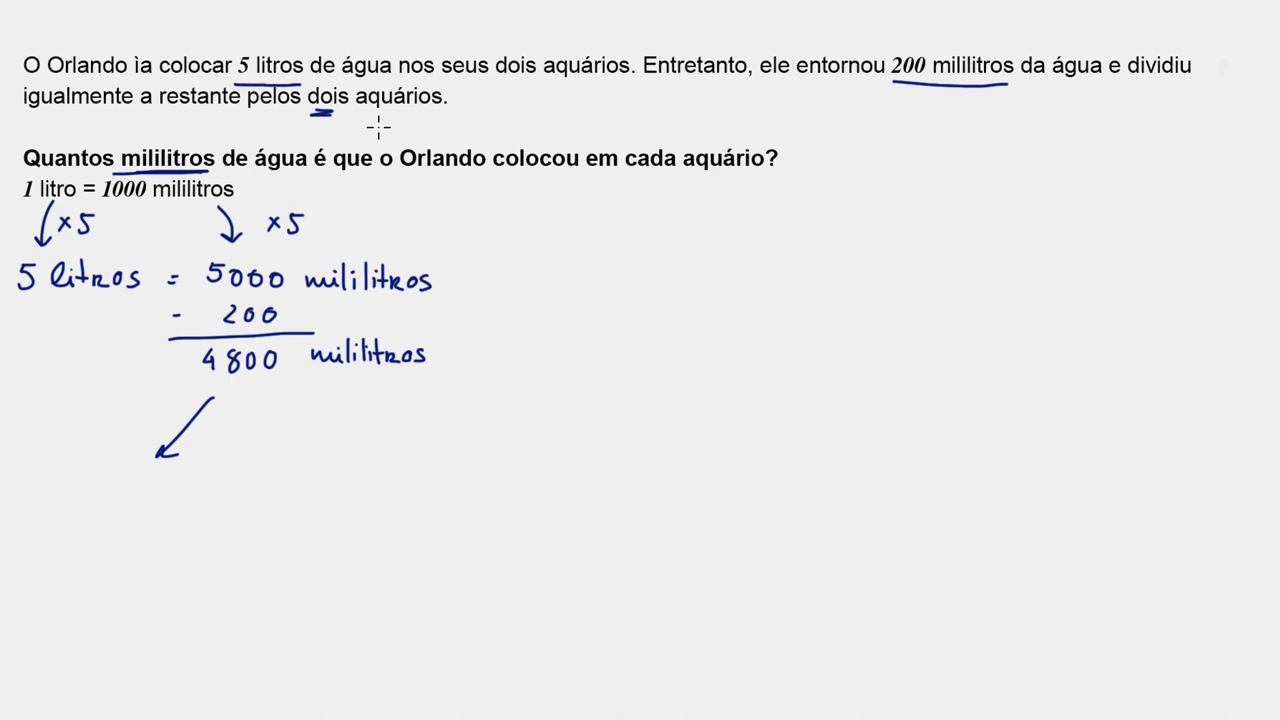 O Orlando ìa colocar 5 litros de água nos seus dois aquários. Entretanto, ele entornou 200 mililitros da água e dividiu
igualmente a restante pelos dois aquários.
Quantos mililitros de água é que o Orlando colocou em cada aquário?
1 litro = 1000 mililitros
×5 ×5
5 litros = 5000 mililitros
- 200
4800 mililitros